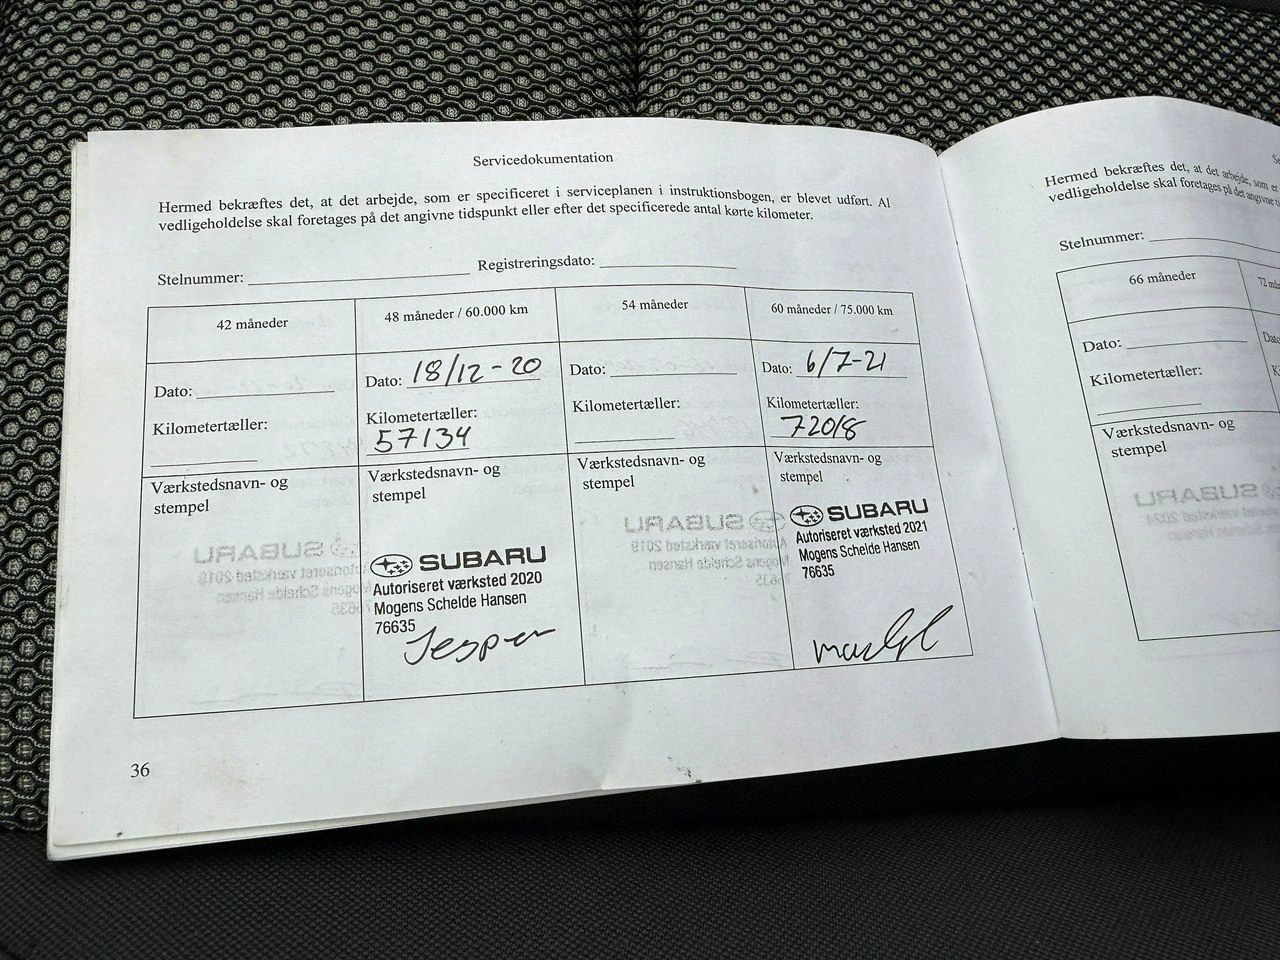 Servicedokumentation
Hermed bekræftes det, at det arbejde, som er specificeret i serviceplanen i instruktionsbogen, er blevet udført. Al
vedligeholdelse skal foretages på det angivne tidspunkt eller efter det specificerede antal kørte kilometer.
Stelnummer: Registreringsdato:
42 måneder
Dato:
Kilometertæller:
Værkstedsnavn- og
stempel
48 måneder / 60.000 km
Dato: 18/12-20
Kilometertæller:
57134
Værkstedsnavn- og
stempel
SUBARU
Autoriseret værksted 2020
Mogens Schelde Hansen
76635
Jesper
54 måneder
Dato:
Kilometertæller:
Værkstedsnavn- og
stempel
60 måneder / 75.000 km
Dato: 6/7-21
Kilometertæller:
72018
Værkstedsnavn- og
stempel
SUBARU
Autoriseret værksted 2021
Mogens Schelde Hansen
76635
36
Hermed bekræftes det, at det arbejde, som er
vedligeholdelse skal foretages på det angivne
Stelnummer:
66 måneder
Dato:
Kilometertæller:
Værkstedsnavn- og
stempel
72